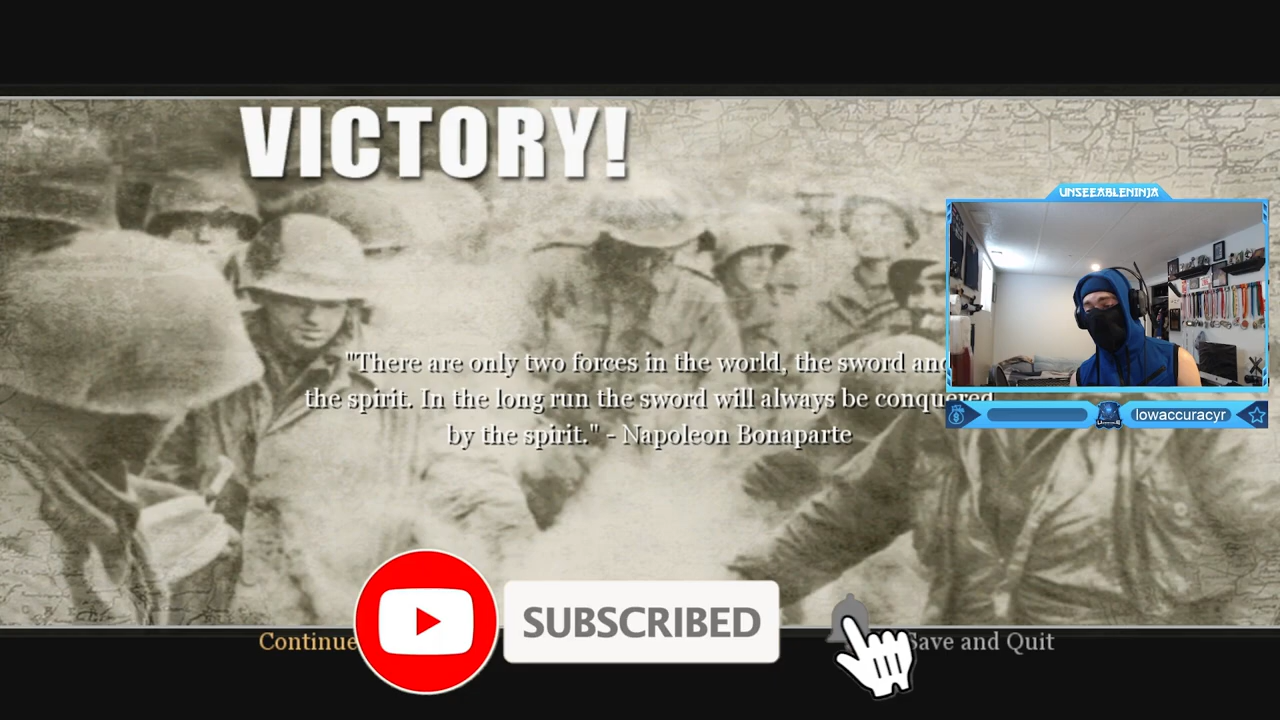 VICTORY!
UNSEEABLENINJA
"There are only two forces in the world, the sword and
the spirit. In the long run the sword will always be conquered
by the spirit." - Napoleon Bonaparte
lowaccuracyr
Continue
SUBSCRIBED
Save and Quit